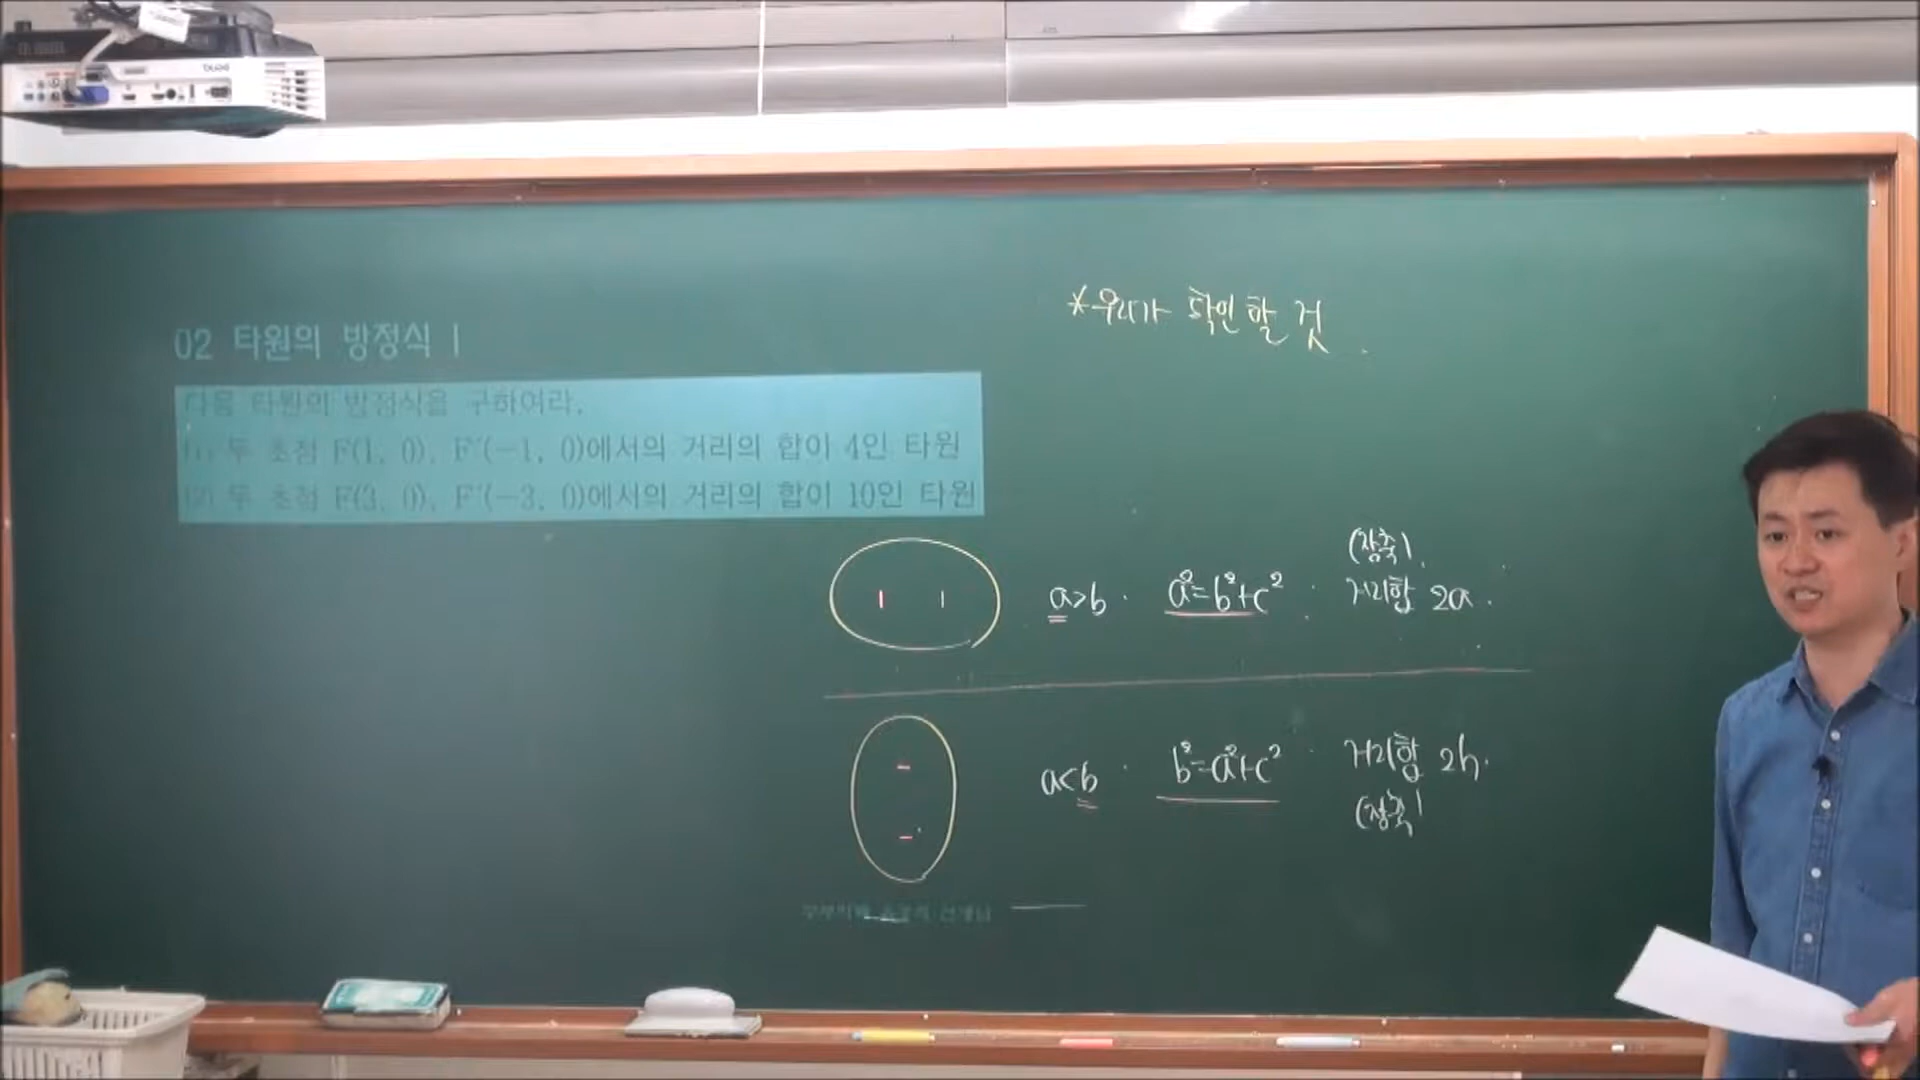 02 타원의 방정식 I
다음 타원의 방정식을 구하여라.
(1) 두 초점 F(1, 0), F'(−1, 0)에서의 거리의 합이 4인 타원
(2) 두 초점 F(3, 0), F'(−3, 0)에서의 거리의 합이 10인 타원
*우리가 확인할 것
(장축)
a>b a²=b²+c² 거리합 2a
a<b b²=a²+c² 거리합 2b
(장축)
선생님
BenQ